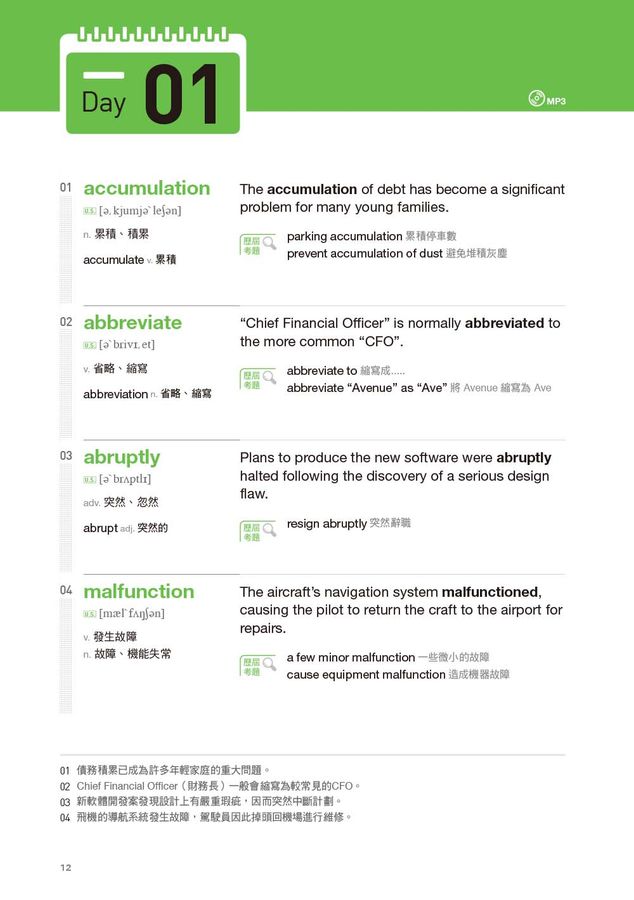 Day 01
MP3
01 accumulation
U.S. [ə͵kjumjə`leʃən]
n. 累積、積累
accumulate v. 累積
The accumulation of debt has become a significant
problem for many young families.
歷屆
考題
parking accumulation 累積停車數
prevent accumulation of dust 避免堆積灰塵
02 abbreviate
U.S. [ə`brivɪ͵et]
v. 省略、縮寫
abbreviation n. 省略、縮寫
“Chief Financial Officer” is normally abbreviated to
the more common “CFO”.
歷屆
考題
abbreviate to 縮寫成.....
abbreviate “Avenue” as “Ave” 將 Avenue 縮寫為 Ave
03 abruptly
U.S. [ə`brʌptlɪ]
adv. 突然、忽然
abrupt adj. 突然的
Plans to produce the new software were abruptly
halted following the discovery of a serious design
flaw.
歷屆
考題
resign abruptly 突然辭職
04 malfunction
U.S. [mæl`fʌŋʃən]
v. 發生故障
n. 故障、機能失常
The aircraft’s navigation system malfunctioned,
causing the pilot to return the craft to the airport for
repairs.
歷屆
考題
a few minor malfunction 一些微小的故障
cause equipment malfunction 造成機器故障
01 債務積累已成為許多年輕家庭的重大問題。
02 Chief Financial Officer（財務長）一般會縮寫為較常見的CFO。
03 新軟體開發案發現設計上有嚴重瑕疵，因而突然中斷計劃。
04 飛機的導航系統發生故障，駕駛員因此掉頭回機場進行維修。
12